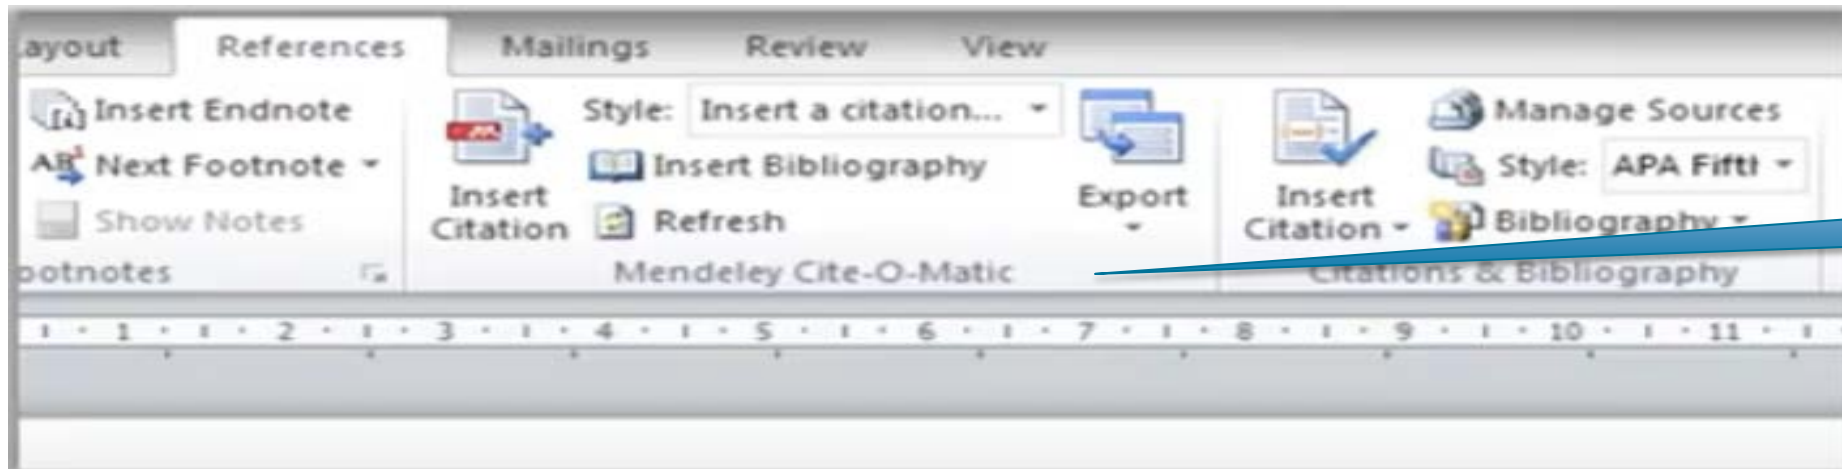 ayout References Mailings Review View
Insert Endnote
AB¹ Next Footnote
Show Notes
ootnotes
Insert
Citation
Style: Insert a citation...
Insert Bibliography
Refresh
Export
Mendeley Cite-O-Matic
Insert
Citation
Manage Sources
Style: APA Fifth
Bibliography
Citations & Bibliography
1 2 3 4 5 6 7 8 9 10 11